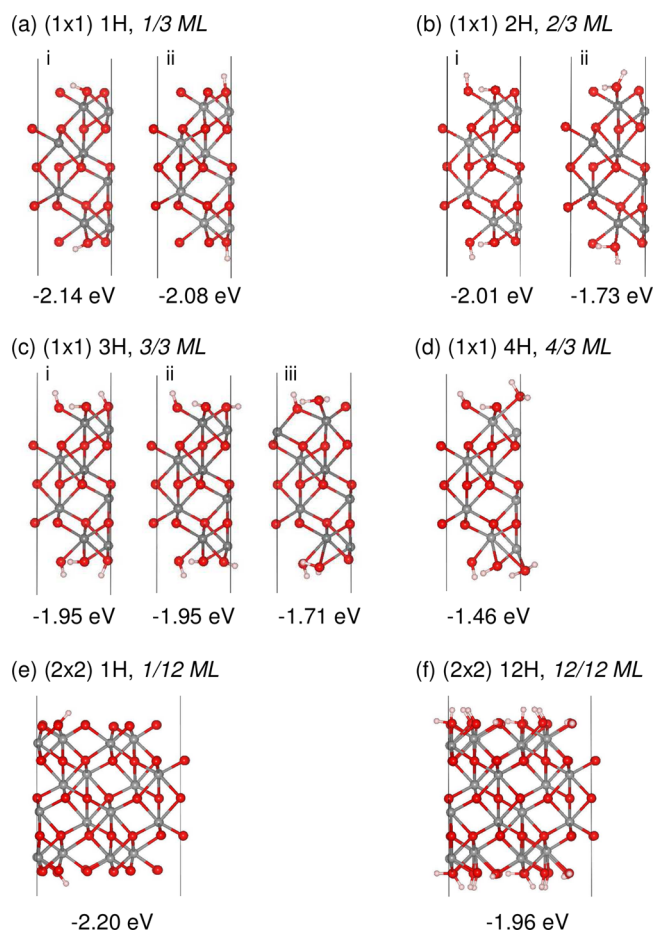 (a) (1x1) 1H, 1/3 ML
(b) (1x1) 2H, 2/3 ML
i
ii
i
ii
-2.14 eV
-2.08 eV
-2.01 eV
-1.73 eV
(c) (1x1) 3H, 3/3 ML
(d) (1x1) 4H, 4/3 ML
i
ii
iii
-1.95 eV
-1.95 eV
-1.71 eV
-1.46 eV
(e) (2x2) 1H, 1/12 ML
(f) (2x2) 12H, 12/12 ML
-2.20 eV
-1.96 eV